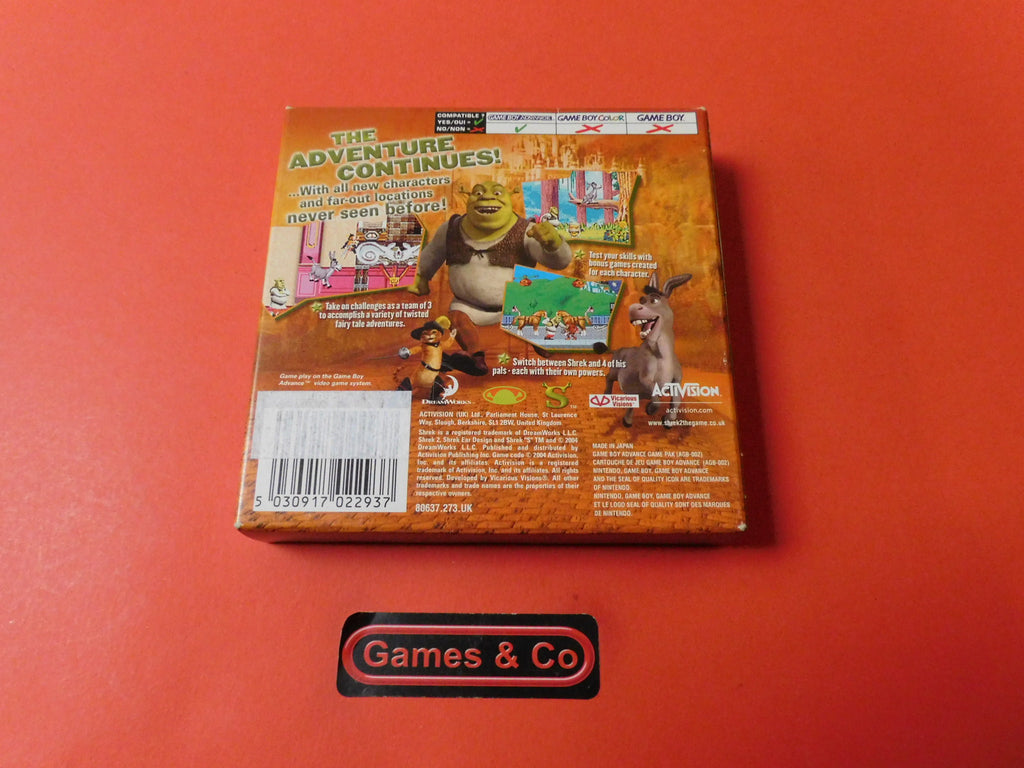 COMPATIBLE?
YES/OUI = ✓
NO/NON = ✗
GAME BOY ADVANCE
GAME BOY COLOR
GAME BOY
THE
ADVENTURE
CONTINUES!
...With all new characters
and far-out locations
never seen before!
Test your skills with
bonus games created
for each character.
Take on challenges as a team of 3
to accomplish a variety of twisted
fairy tale adventures.
Switch between Shrek and 4 of his
pals - each with their own powers.
Game play on the Game Boy
Advance™ video game system.
DREAMWORKS
S™
Vicarious
Visions
ACTIVISION
activision.com
www.shrek2thegame.co.uk
ACTIVISION (UK) Ltd., Parliament House, St Laurence
Way, Slough, Berkshire, SL1 2BW, United Kingdom.
Shrek is a registered trademark of DreamWorks L.L.C.
Shrek 2, Shrek Ear Design and Shrek "S" TM and © 2004
DreamWorks L.L.C. Published and distributed by
Activision Publishing Inc. Game code © 2004 Activision,
Inc. and its affiliates. Activision is a registered
trademark of Activision, Inc. and its affiliates. All rights
reserved. Developed by Vicarious Visions®. All other
trademarks and trade names are the properties of their
respective owners.
80637.273.UK
MADE IN JAPAN
GAME BOY ADVANCE GAME PAK (AGB-002)
CARTOUCHE DE JEU GAME BOY ADVANCE (AGB-002)
NINTENDO, GAME BOY, GAME BOY ADVANCE
AND THE SEAL OF QUALITY ICON ARE TRADEMARKS
OF NINTENDO.
NINTENDO, GAME BOY, GAME BOY ADVANCE
ET LE LOGO SEAL OF QUALITY SONT DES MARQUES
DE NINTENDO.
5 030917 022937
Games & Co